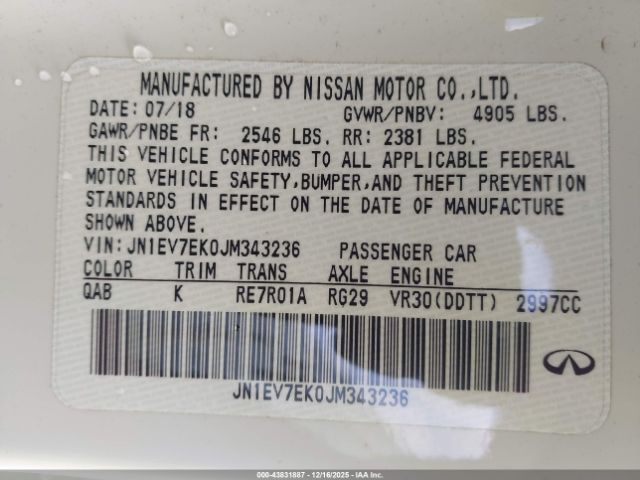 MANUFACTURED BY NISSAN MOTOR CO.,LTD.
DATE: 07/18 GVWR/PNBV: 4905 LBS.
GAWR/PNBE FR: 2546 LBS. RR: 2381 LBS.
THIS VEHICLE CONFORMS TO ALL APPLICABLE FEDERAL
MOTOR VEHICLE SAFETY,BUMPER,AND THEFT PREVENTION
STANDARDS IN EFFECT ON THE DATE OF MANUFACTURE
SHOWN ABOVE.
VIN:JN1EV7EK0JM343236 PASSENGER CAR
COLOR TRIM TRANS AXLE ENGINE
QAB K RE7R01A RG29 VR30(DDTT) 2997CC
JN1EV7EK0JM343236
000-43831887 - 12/16/2025 - IAAI, Inc.